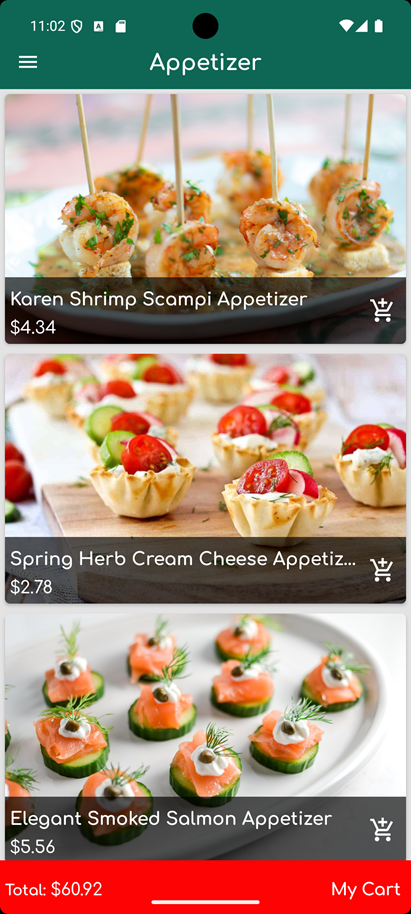 11:02
Appetizer
Karen Shrimp Scampi Appetizer
$4.34
Spring Herb Cream Cheese Appetiz...
$2.78
Elegant Smoked Salmon Appetizer
$5.56
Total: $60.92 My Cart